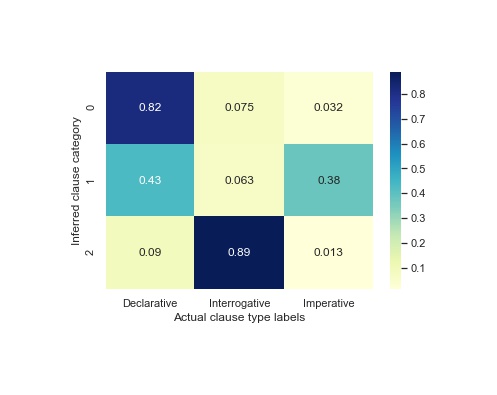 0.82 0.075 0.032
0.43 0.063 0.38
0.09 0.89 0.013
0
1
2
Inferred clause category
Declarative Interrogative Imperative
Actual clause type labels
0.8
0.7
0.6
0.5
0.4
0.3
0.2
0.1